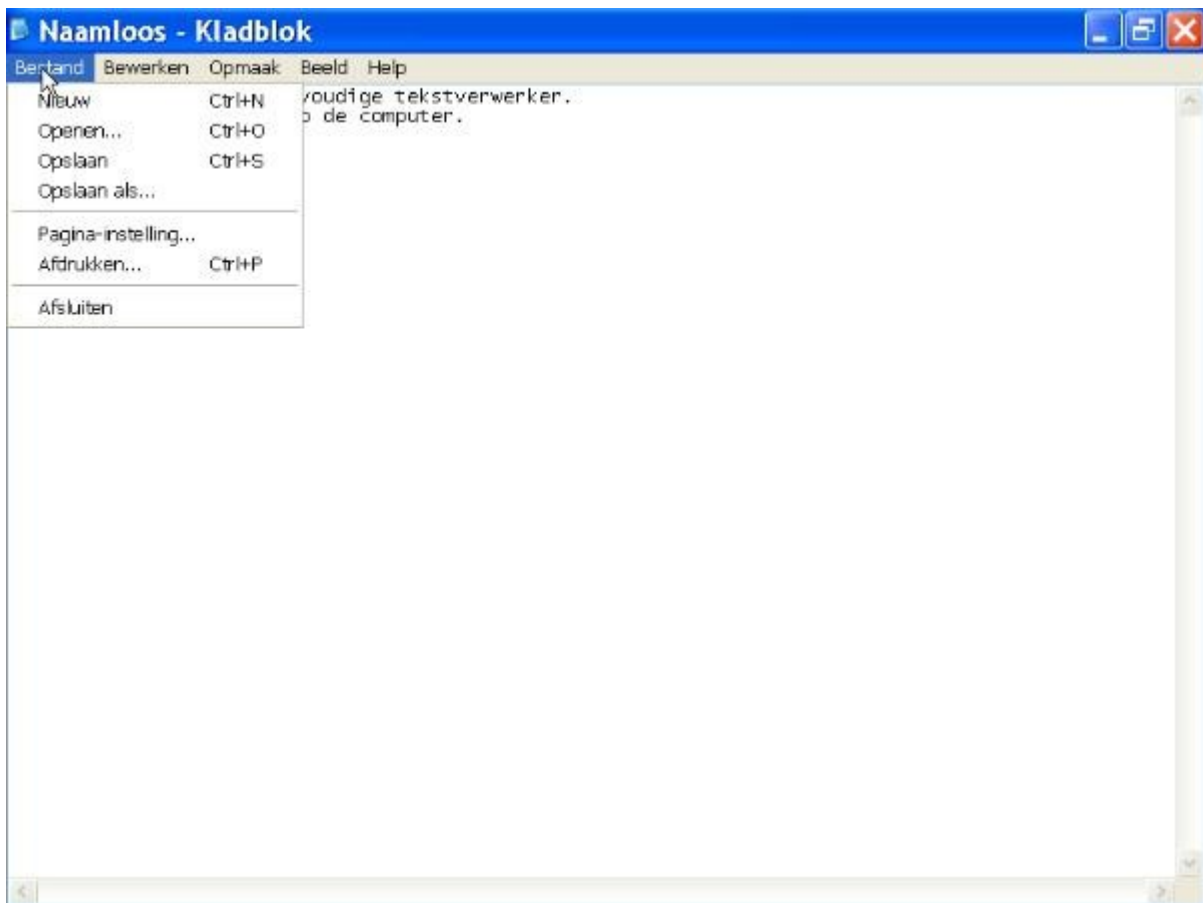 Naamloos - Kladblok
Bestand Bewerken Opmaak Beeld Help
Nieuw Ctrl+N
Openen... Ctrl+O
Opslaan Ctrl+S
Opslaan als...
Pagina-instelling...
Afdrukken... Ctrl+P
Afsluiten
voudige tekstverwerker.
de computer.